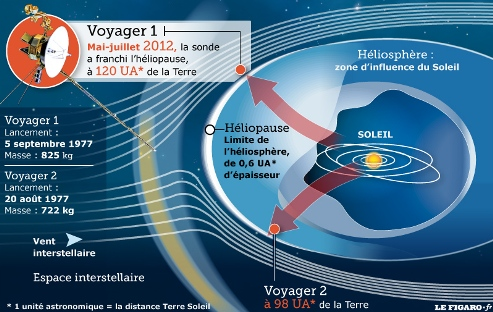 Voyager 1
Mai-juillet 2012, la sonde
a franchi l'héliopause,
à 120 UA* de la Terre
Héliosphère :
zone d'influence du Soleil
Voyager 1
Lancement :
5 septembre 1977
Masse : 825 kg
Voyager 2
Lancement :
20 août 1977
Masse : 722 kg
Héliopause
Limite de
l'héliosphère,
de 0,6 UA*
d'épaisseur
SOLEIL
Vent
interstellaire
Espace interstellaire
Voyager 2
à 98 UA* de la Terre
* 1 unité astronomique = la distance Terre Soleil
LE FIGARO·fr